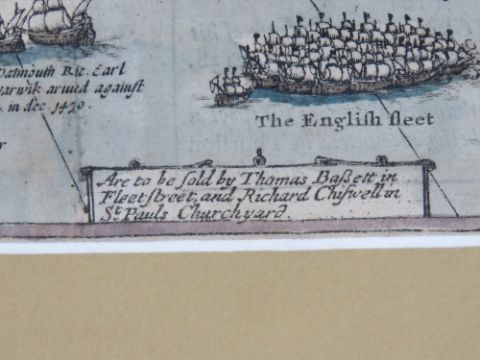 Datmouth Ric. Earl
warwik arived against
in dec 1470.
The Engliſh fleet
Are to be ſold by Thomas Baſsett in
Fleetſtreet, and Richard Chiſwell in
St Pauls Churchyard.